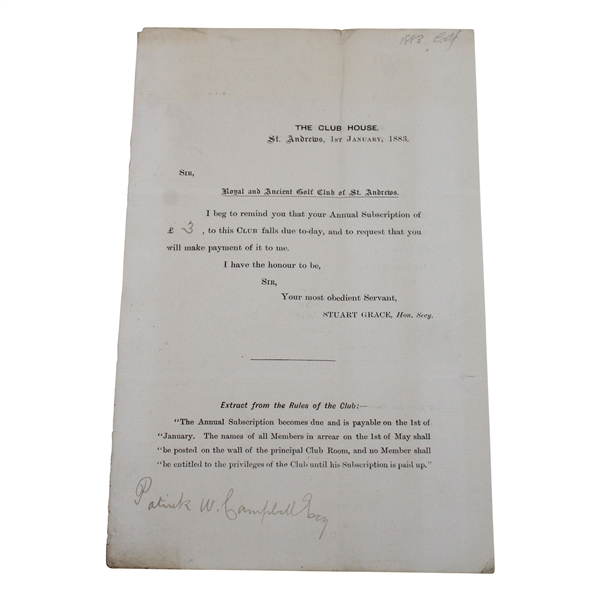 1883 Golf
THE CLUB HOUSE.
St. Andrews, 1ST JANUARY, 1883.
SIR,
Royal and Ancient Golf Club of St. Andrews.
I beg to remind you that your Annual Subscription of
£ 3 , to this CLUB falls due to-day, and to request that you
will make payment of it to me.
I have the honour to be,
SIR,
Your most obedient Servant,
STUART GRACE, Hon. Secy.
Extract from the Rules of the Club:—
"The Annual Subscription becomes due and is payable on the 1st of
"January. The names of all Members in arrear on the 1st of May shall
"be posted on the wall of the principal Club Room, and no Member shall
"be entitled to the privileges of the Club until his Subscription is paid up."
Patrick W. Campbell Esq